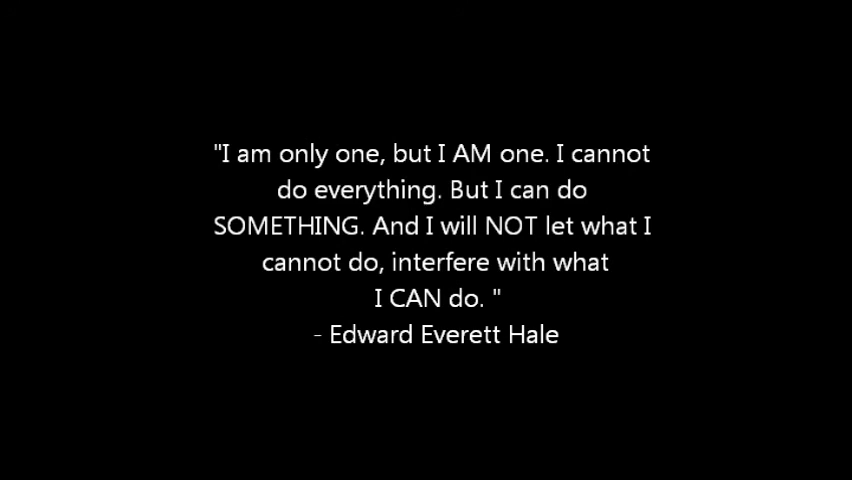 "I am only one, but I AM one. I cannot
do everything. But I can do
SOMETHING. And I will NOT let what I
cannot do, interfere with what
I CAN do. "
- Edward Everett Hale